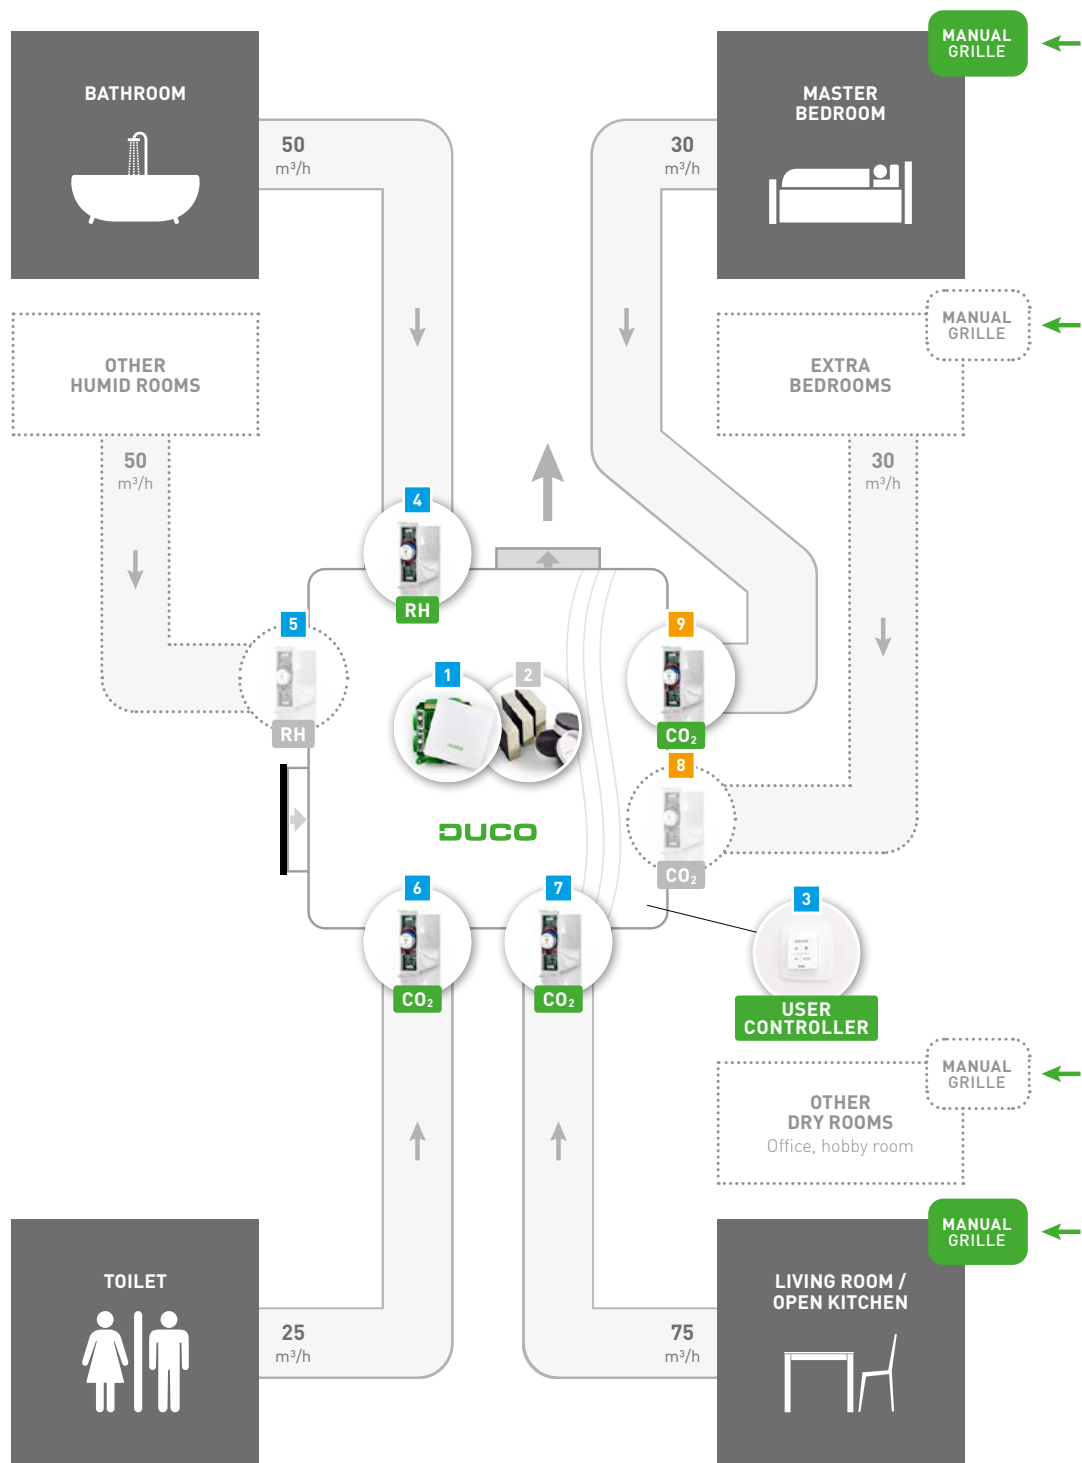 MANUAL
GRILLE
BATHROOM
MASTER
BEDROOM
50
m³/h
30
m³/h
MANUAL
GRILLE
OTHER
HUMID ROOMS
EXTRA
BEDROOMS
50
m³/h
30
m³/h
4
RH
5
RH
9
CO₂
1
2
8
CO₂
DUCO
6
CO₂
7
CO₂
3
USER
CONTROLLER
MANUAL
GRILLE
OTHER
DRY ROOMS
Office, hobby room
MANUAL
GRILLE
TOILET
LIVING ROOM /
OPEN KITCHEN
25
m³/h
75
m³/h